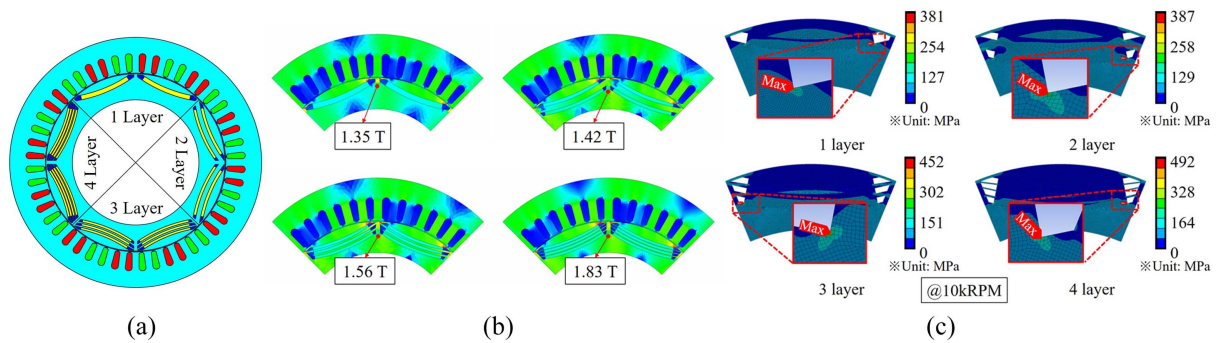 1 Layer
2 Layer
3 Layer
4 Layer
(a)
1.35 T
1.42 T
1.56 T
1.83 T
(b)
Max
381
254
127
0
※Unit: MPa
1 layer
Max
387
258
129
0
※Unit: MPa
2 layer
Max
452
302
151
0
※Unit: MPa
3 layer
Max
492
328
164
0
※Unit: MPa
4 layer
@10kRPM
(c)